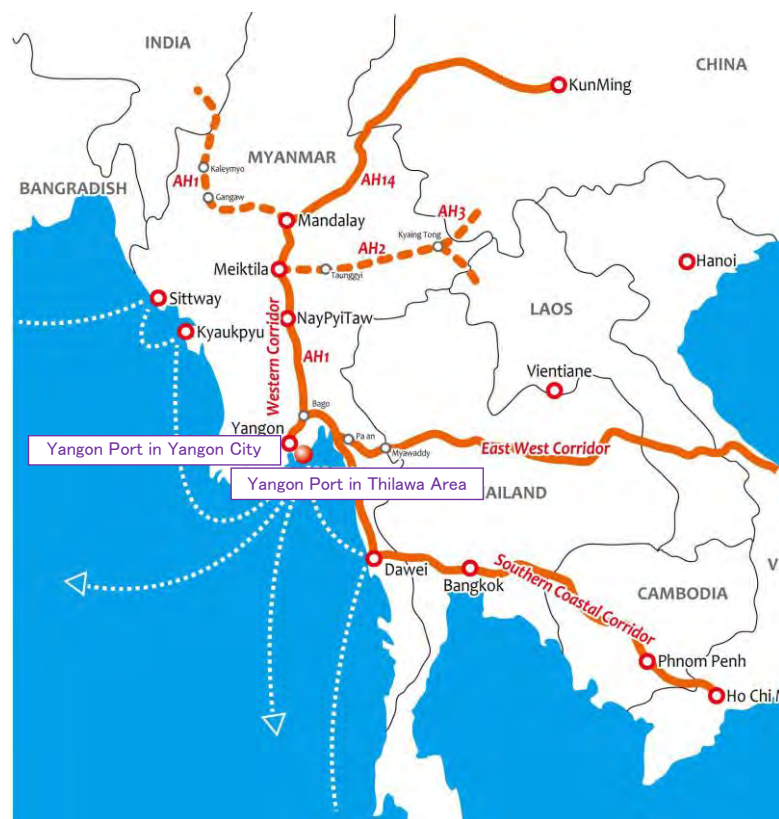 INDIA
CHINA
KunMing
MYANMAR
Kaleymyo
AH1
BANGRADISH
Gangaw
AH14
AH3
Mandalay
Kyaing Tong
AH2
Hanoi
Meiktila
Taunggyi
Sittway
LAOS
NayPyiTaw
Kyaukpyu
Western Corridor
AH1
Vientiane
Bago
Yangon
Pa an
Myawaddy
East West Corridor
Yangon Port in Yangon City
Yangon Port in Thilawa Area
AILAND
Dawei
Bangkok
Southern Coastal Corridor
CAMBODIA
V
Phnom Penh
Ho Chi M